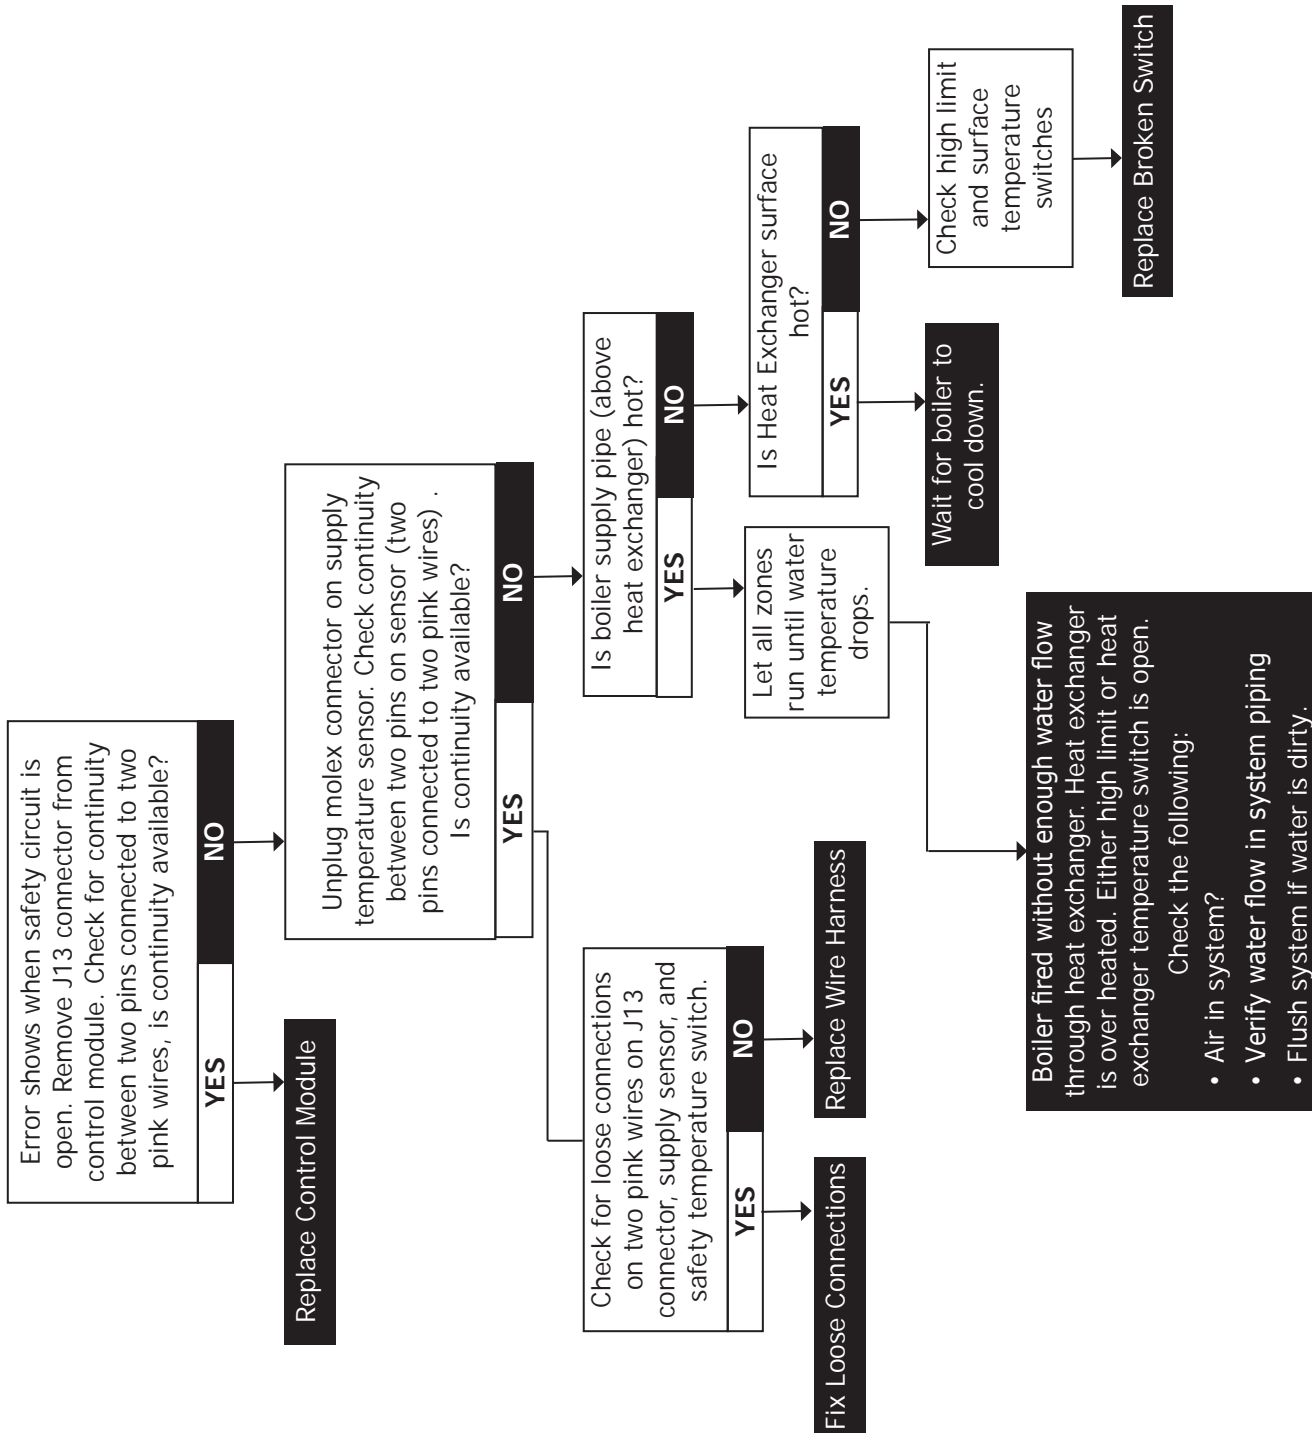 Error shows when safety circuit is
open. Remove J13 connector from
control module. Check for continuity
between two pins connected to two
pink wires, is continuity available?
YES
NO
Replace Control Module
Unplug molex connector on supply
temperature sensor. Check continuity
between two pins on sensor (two
pins connected to two pink wires) .
Is continuity available?
YES
NO
Check for loose connections
on two pink wires on J13
connector, supply sensor, and
safety temperature switch.
YES
NO
Fix Loose Connections
Replace Wire Harness
Is boiler supply pipe (above
heat exchanger) hot?
YES
NO
Let all zones
run until water
temperature
drops.
Boiler fired without enough water flow
through heat exchanger. Heat exchanger
is over heated. Either high limit or heat
exchanger temperature switch is open.
Check the following:
• Air in system?
• Verify water flow in system piping
• Flush system if water is dirty.
Is Heat Exchanger surface
hot?
YES
NO
Wait for boiler to
cool down.
Check high limit
and surface
temperature
switches
Replace Broken Switch